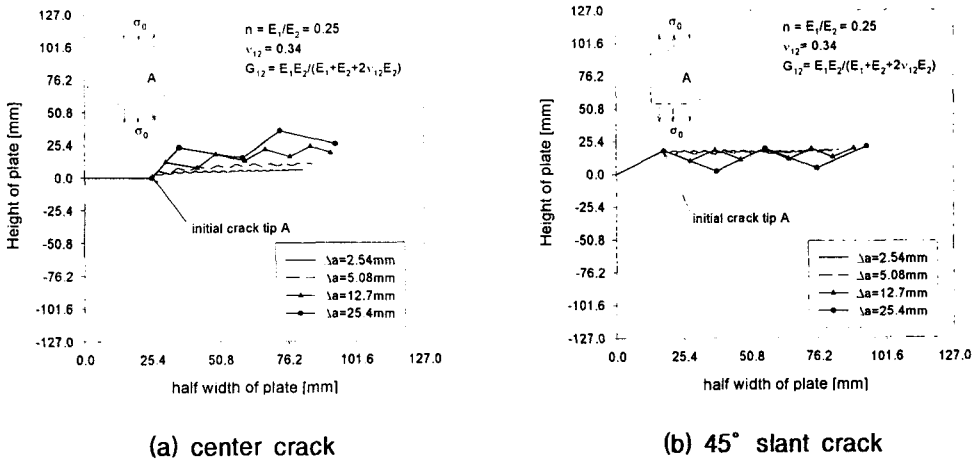 127.0
101.6
76.2
50.8
25.4
0.0
-25.4
-50.8
-76.2
-101.6
-127.0
Height of plate [mm]
σ0
A
σ0
n = E1/E2 = 0.25
ν12 = 0.34
G12 = E1E2/(E1+E2+2ν12E2)
initial crack tip A
Δa=2.54mm
Δa=5.08mm
Δa=12.7mm
Δa=25.4mm
0.0 25.4 50.8 76.2 101.6 127.0
half width of plate [mm]
(a) center crack
127.0
101.6
76.2
50.8
25.4
0.0
-25.4
-50.8
-76.2
-101.6
-127.0
Height of plate [mm]
σ0
A
σ0
n = E1/E2 = 0.25
ν12 = 0.34
G12 = E1E2/(E1+E2+2ν12E2)
initial crack tip A
Δa=2.54mm
Δa=5.08mm
Δa=12.7mm
Δa=25.4mm
0.0 25.4 50.8 76.2 101.6 127.0
half width of plate [mm]
(b) 45° slant crack